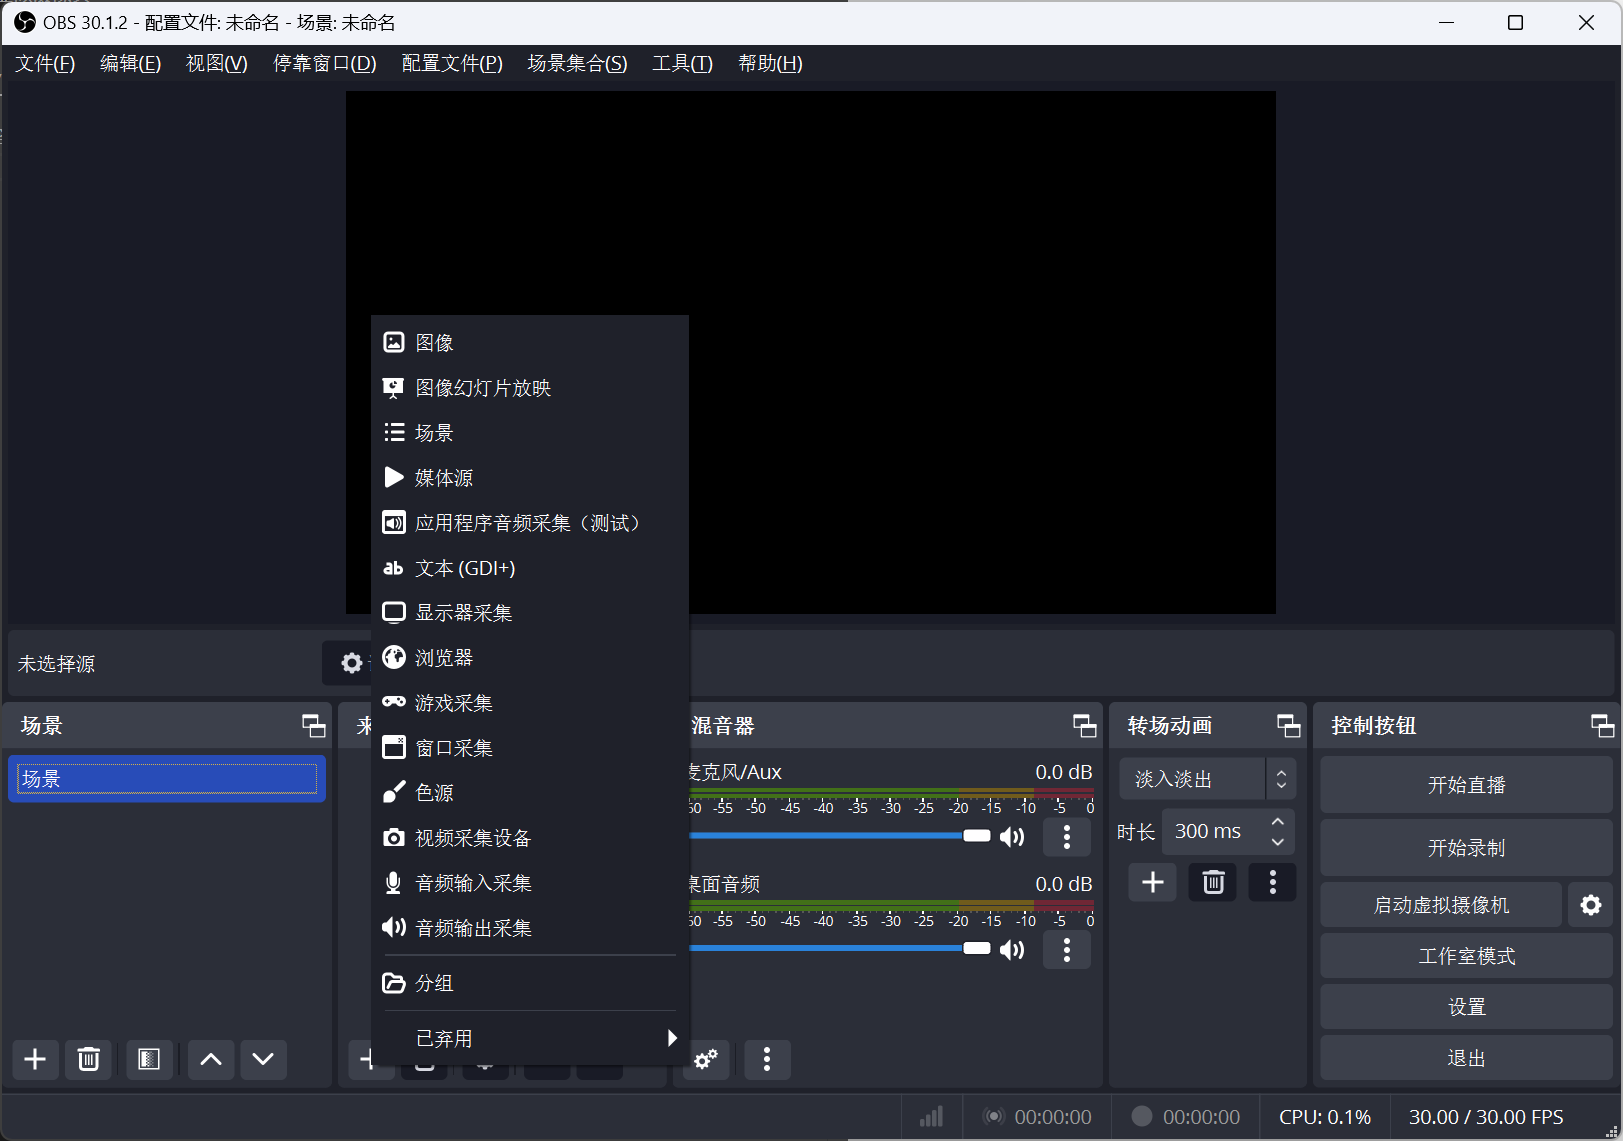 OBS 30.1.2 - 配置文件: 未命名 - 场景: 未命名
文件(F) 编辑(E) 视图(V) 停靠窗口(D) 配置文件(P) 场景集合(S) 工具(T) 帮助(H)
图像
图像幻灯片放映
场景
媒体源
应用程序音频采集（测试）
文本 (GDI+)
显示器采集
浏览器
游戏采集
窗口采集
色源
视频采集设备
音频输入采集
音频输出采集
分组
已弃用
未选择源
场景
场景
来
混音器
麦克风/Aux 0.0 dB
60 -55 -50 -45 -40 -35 -30 -25 -20 -15 -10 -5 0
桌面音频 0.0 dB
60 -55 -50 -45 -40 -35 -30 -25 -20 -15 -10 -5 0
转场动画
淡入淡出
时长 300 ms
控制按钮
开始直播
开始录制
启动虚拟摄像机
工作室模式
设置
退出
00:00:00 00:00:00 CPU: 0.1% 30.00 / 30.00 FPS